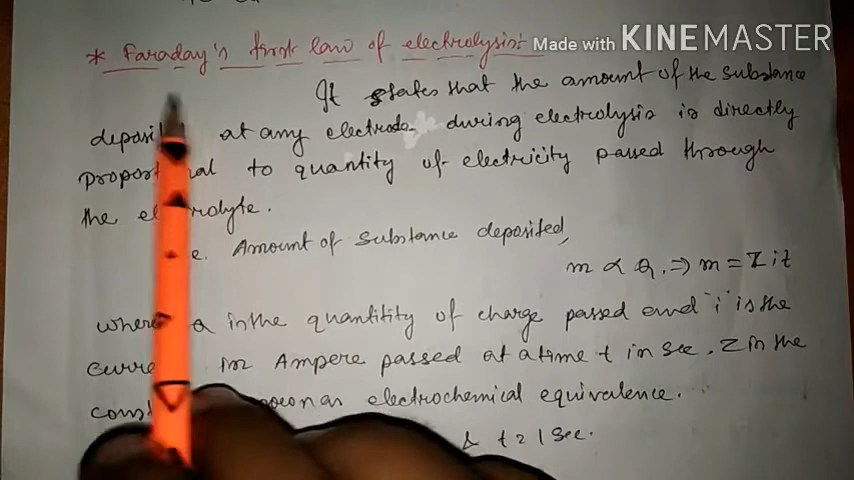 * Faraday's first law of electrolysis:
Made with KINEMASTER
It states that the amount of the substance
at any electrode during electrolysis is directly
to quantity of electricity passed through
the
Amount of substance deposited,
m ∝ Q, ⇒ m = Z i t
is the quantitity of charge passed and 'i' is the
in Ampere passed at a time t in sec. Z is the
as electrochemical equivalence.
& t = 1 sec.